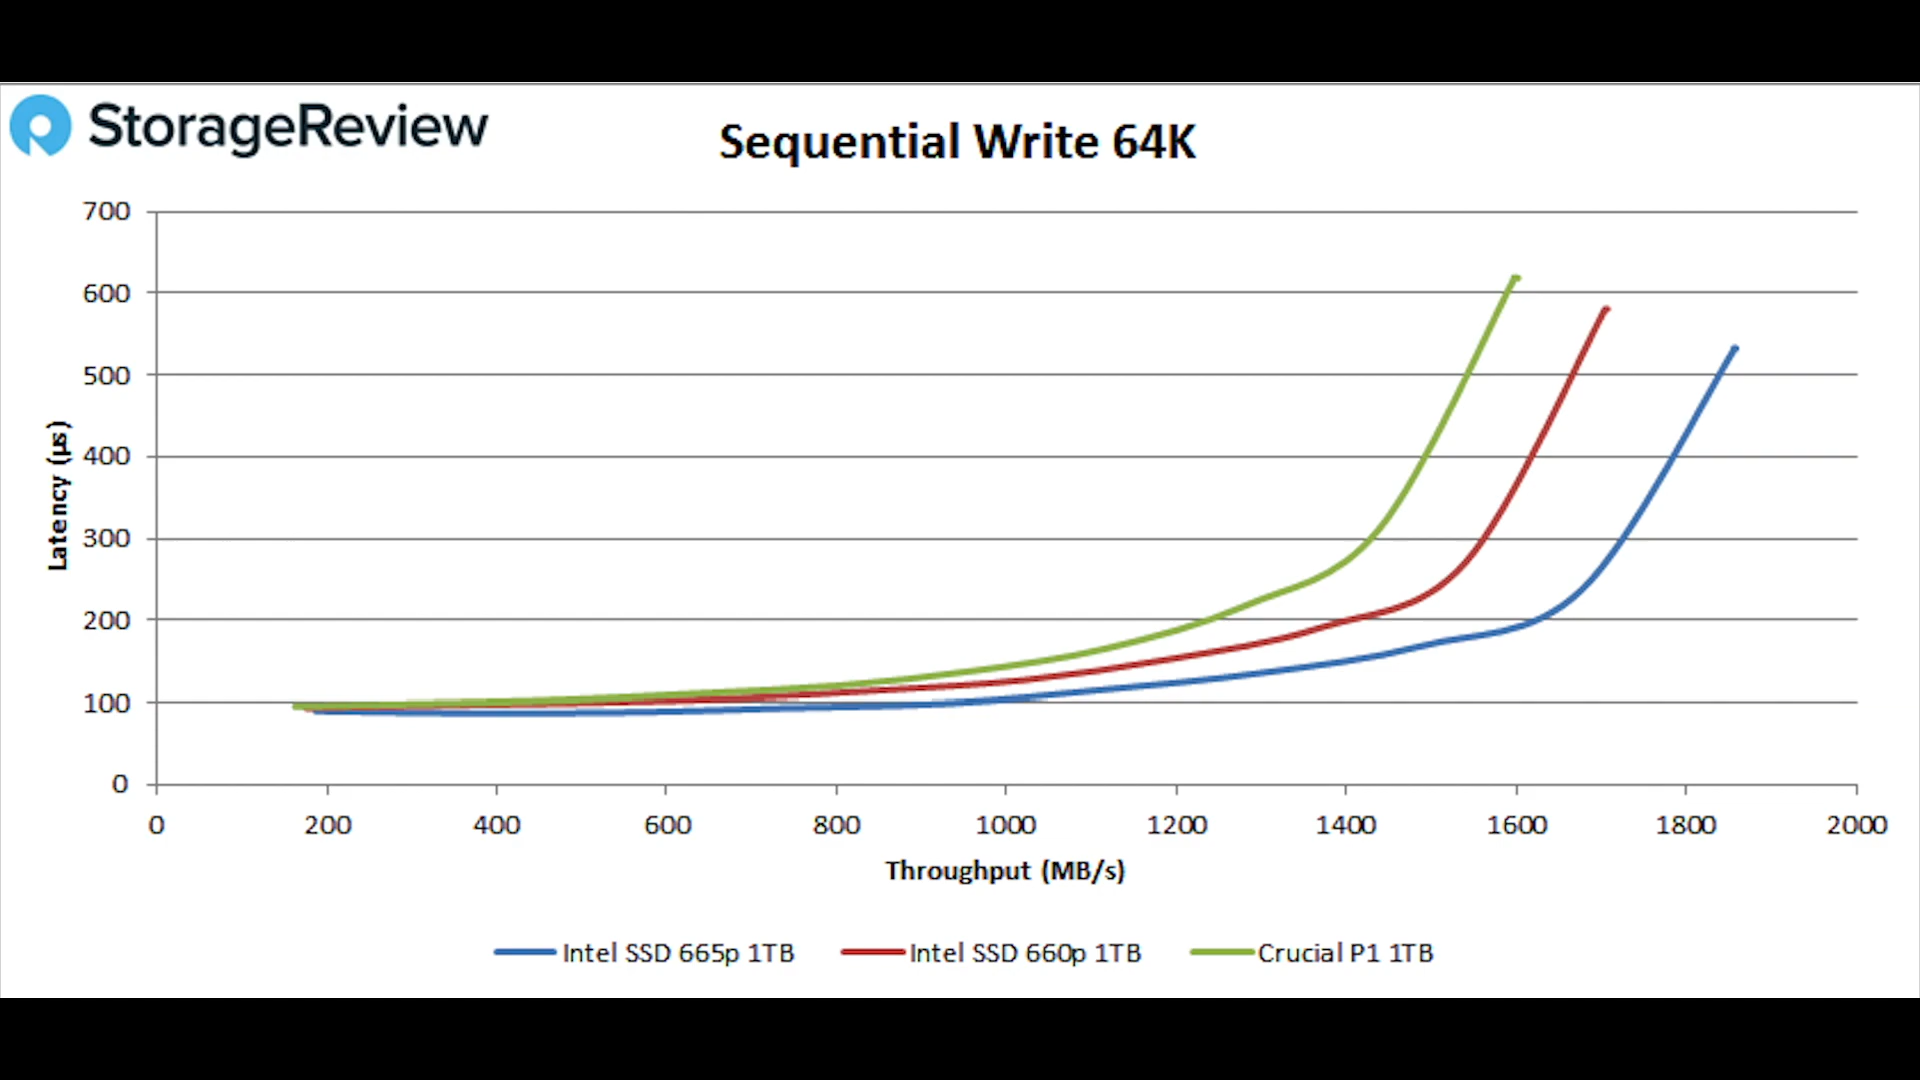 StorageReview
Sequential Write 64K
700
600
500
400
300
200
100
0
Latency (µs)
0 200 400 600 800 1000 1200 1400 1600 1800 2000
Throughput (MB/s)
Intel SSD 665p 1TB Intel SSD 660p 1TB Crucial P1 1TB